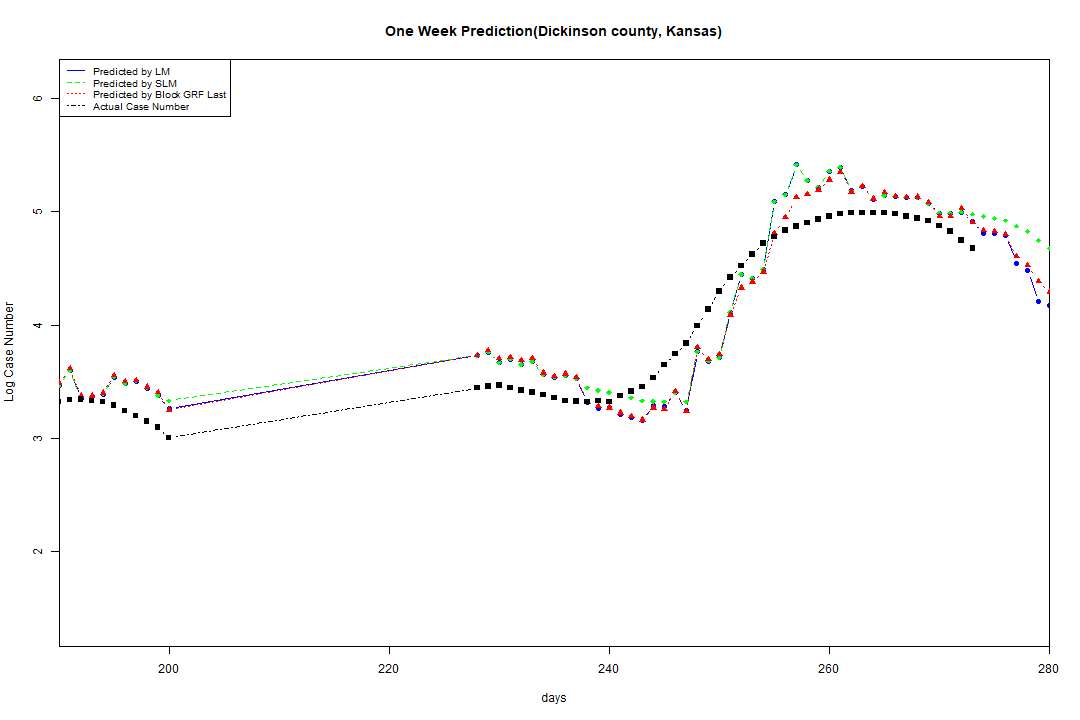 One Week Prediction(Dickinson county, Kansas)
Predicted by LM
Predicted by SLM
Predicted by Block GRF Last
Actual Case Number
6
5
4
3
2
Log Case Number
200
220
240
260
280
days